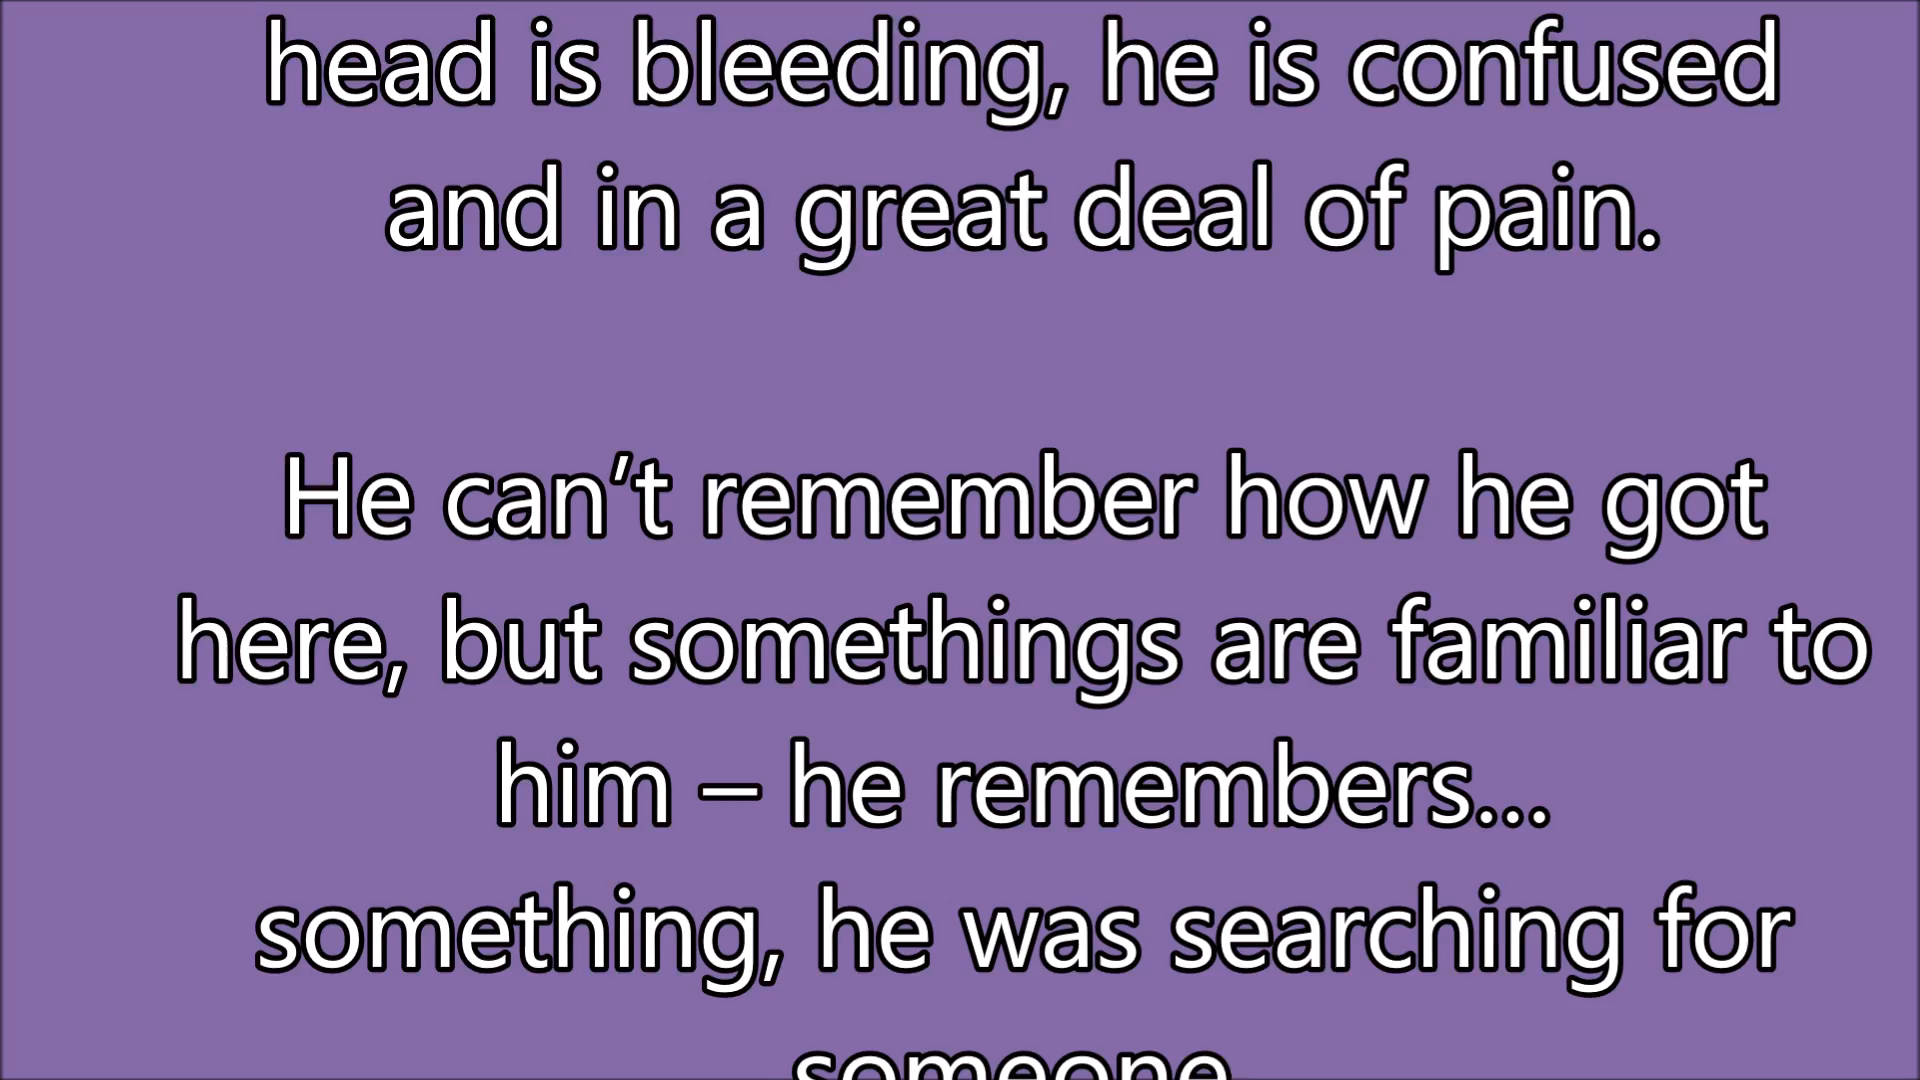 head is bleeding, he is confused
and in a great deal of pain.
He can’t remember how he got
here, but somethings are familiar to
him – he remembers...
something, he was searching for
someone